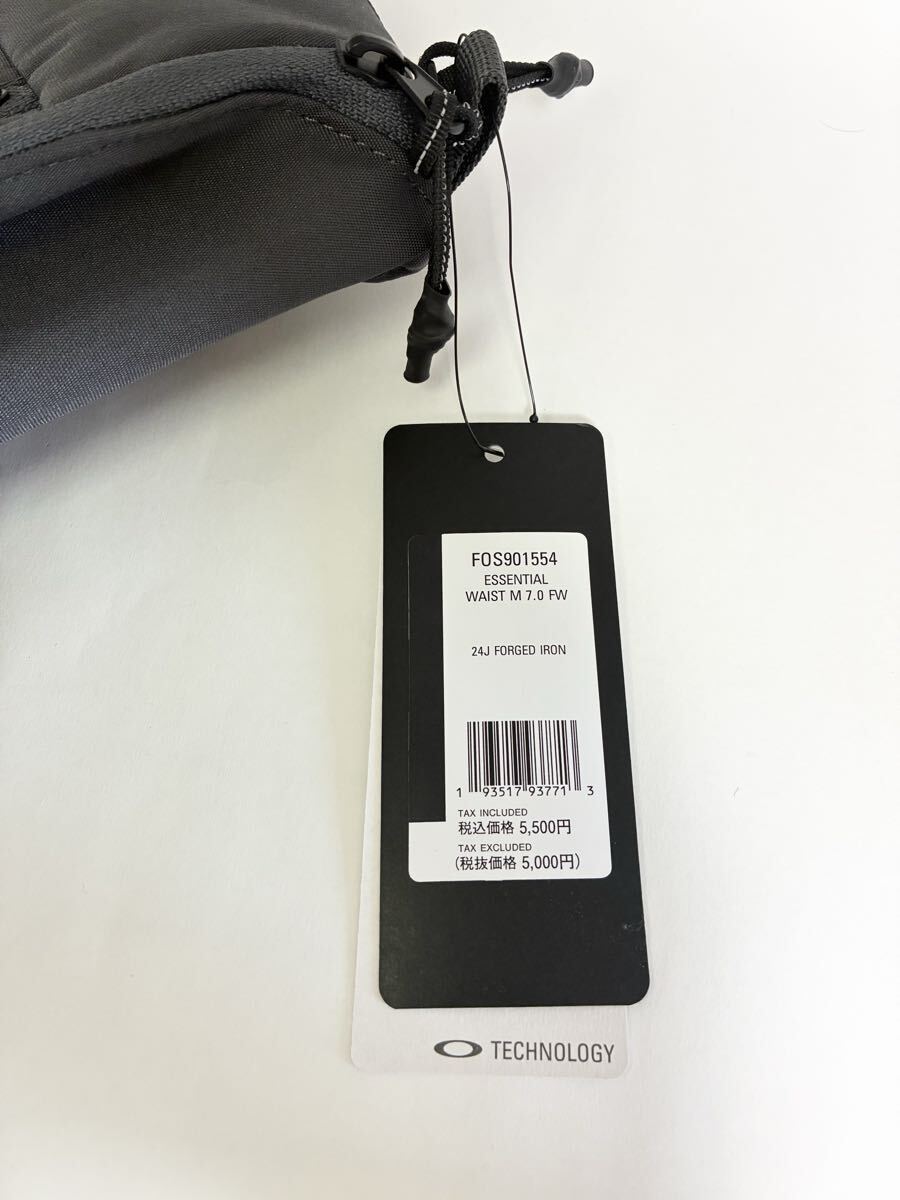 FOS901554
ESSENTIAL
WAIST M 7.0 FW
24J FORGED IRON
1 93517 93771 3
TAX INCLUDED
税込価格 5,500円
TAX EXCLUDED
(税抜価格 5,000円)
TECHNOLOGY